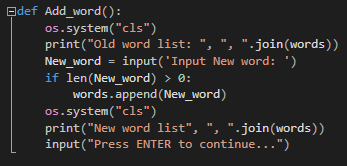 def Add_word():
    os.system("cls")
    print("Old word list: ", ", ".join(words))
    New_word = input('Input New word: ')
    if len(New_word) > 0:
        words.append(New_word)
    os.system("cls")
    print("New word list", ", ".join(words))
    input("Press ENTER to continue...")